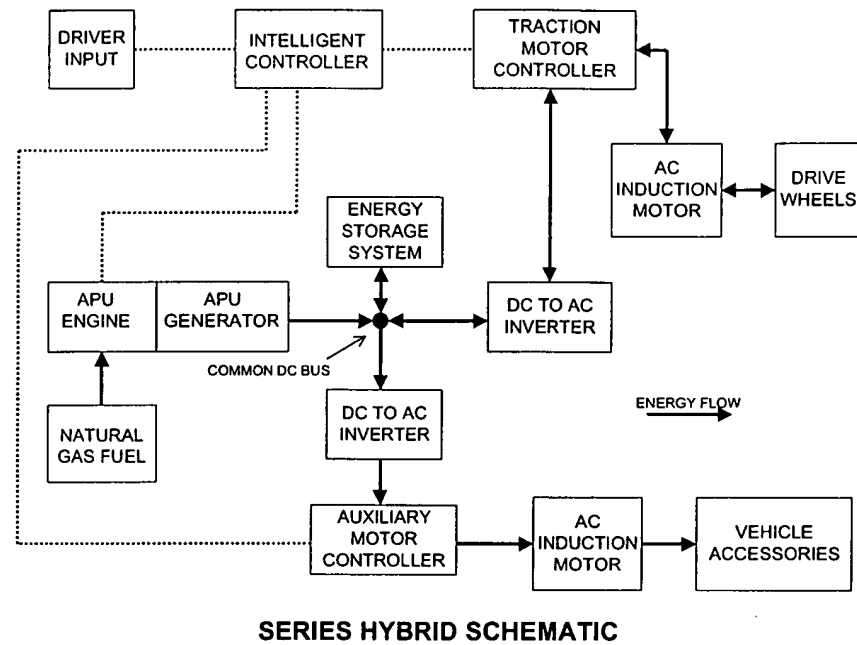 DRIVER
INPUT
INTELLIGENT
CONTROLLER
TRACTION
MOTOR
CONTROLLER
AC
INDUCTION
MOTOR
DRIVE
WHEELS
ENERGY
STORAGE
SYSTEM
APU
ENGINE
APU
GENERATOR
DC TO AC
INVERTER
COMMON DC BUS
NATURAL
GAS FUEL
DC TO AC
INVERTER
ENERGY FLOW
AUXILIARY
MOTOR
CONTROLLER
AC
INDUCTION
MOTOR
VEHICLE
ACCESSORIES
SERIES HYBRID SCHEMATIC